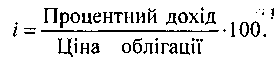 i = Процентний дохід / Ціна облігації · 100.